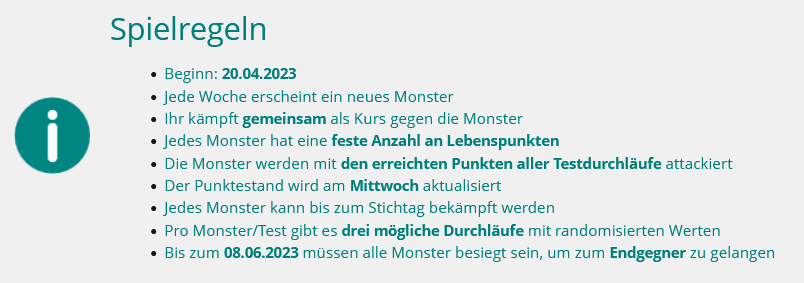 Spielregeln
Beginn: 20.04.2023
Jede Woche erscheint ein neues Monster
Ihr kämpft gemeinsam als Kurs gegen die Monster
Jedes Monster hat eine feste Anzahl an Lebenspunkten
Die Monster werden mit den erreichten Punkten aller Testdurchläufe attackiert
Der Punktestand wird am Mittwoch aktualisiert
Jedes Monster kann bis zum Stichtag bekämpft werden
Pro Monster/Test gibt es drei mögliche Durchläufe mit randomisierten Werten
Bis zum 08.06.2023 müssen alle Monster besiegt sein, um zum Endgegner zu gelangen